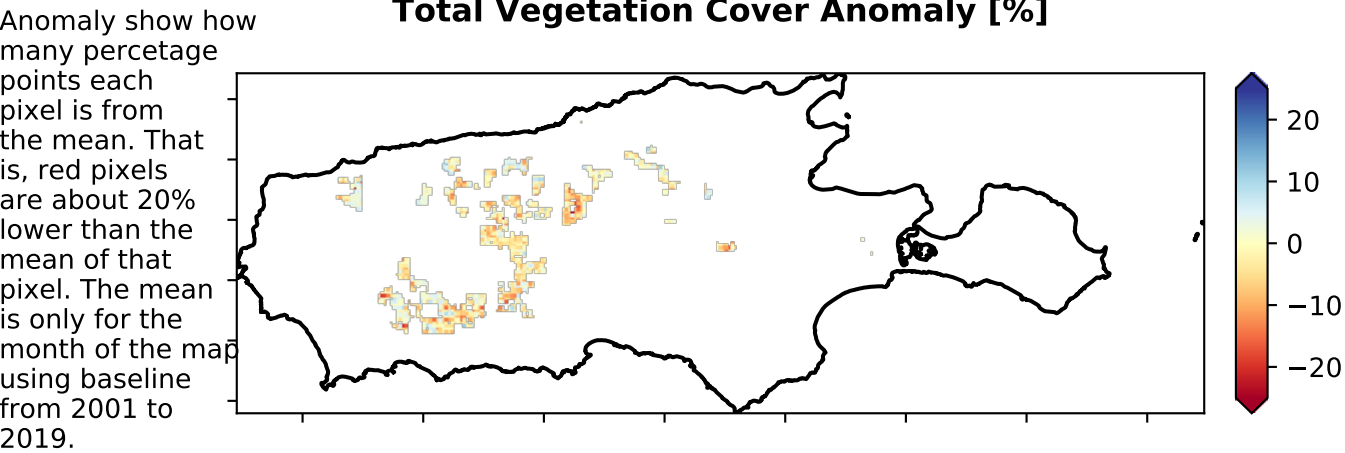 Total Vegetation Cover Anomaly [%]
Anomaly show how
many percetage
points each
pixel is from
the mean. That
is, red pixels
are about 20%
lower than the
mean of that
pixel. The mean
is only for the
month of the map
using baseline
from 2001 to
2019.
20
10
0
−10
−20